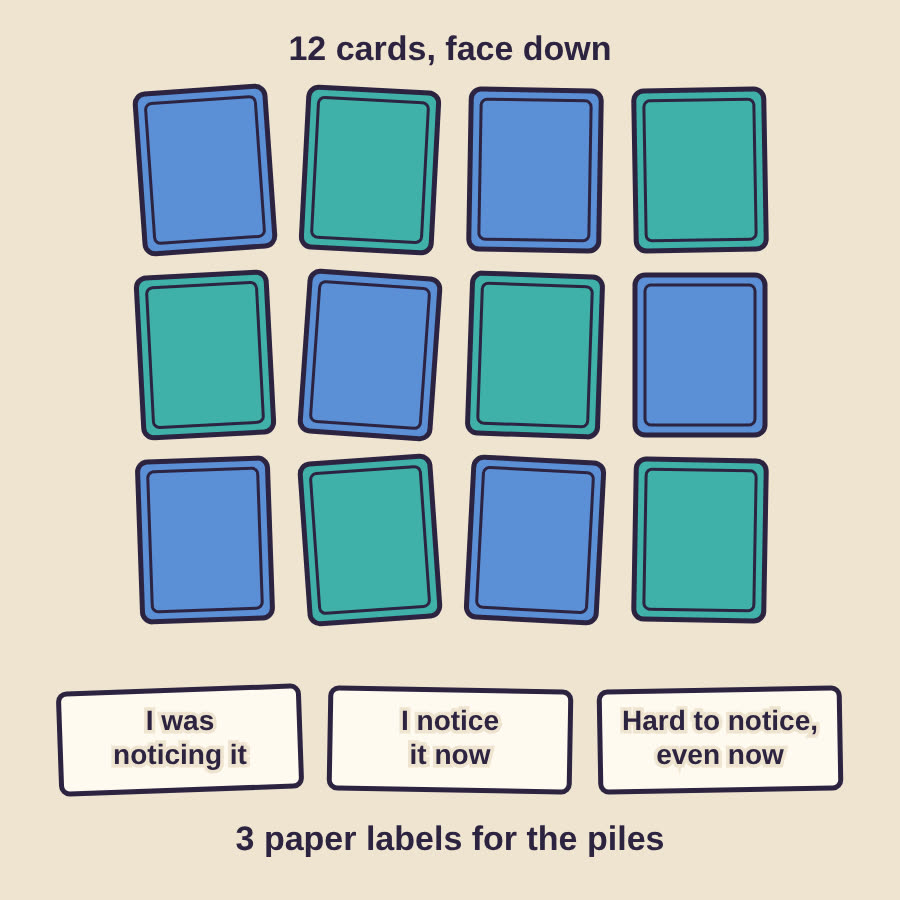 12 cards, face down
I was
noticing it
I notice
it now
Hard to notice,
even now
3 paper labels for the piles